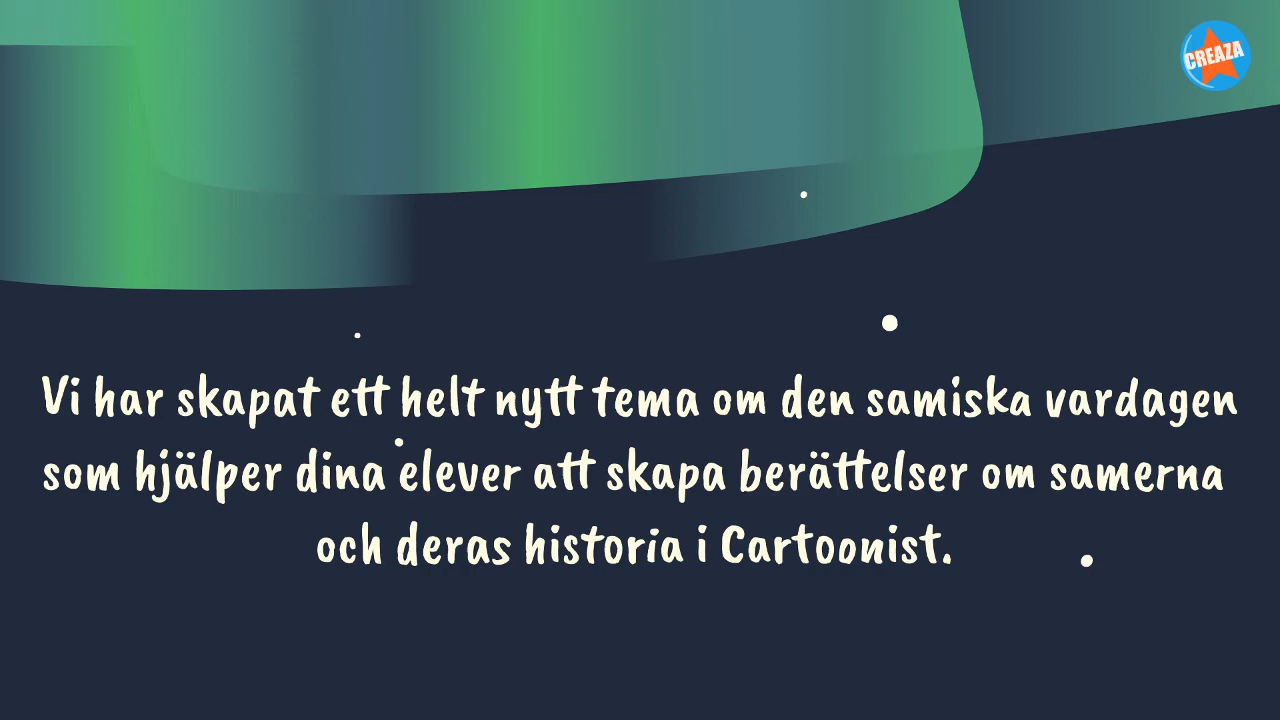 CREAZA
Vi har skapat ett helt nytt tema om den samiska vardagen
som hjälper dina elever att skapa berättelser om samerna
och deras historia i Cartoonist.